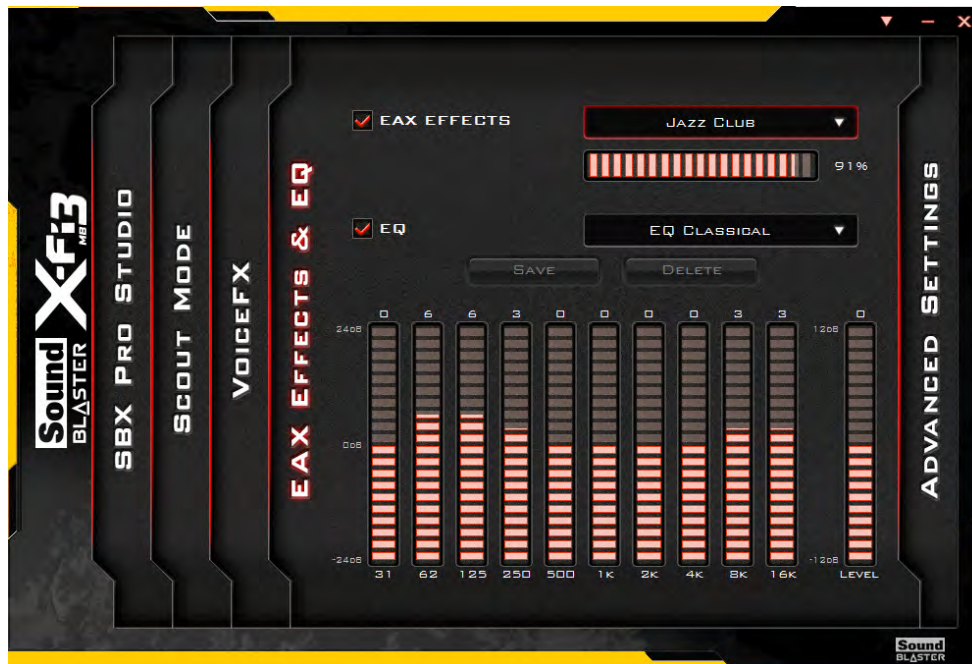 Sound
BLASTER
X-Fi MB 3
SBX Pro Studio
Scout Mode
VoiceFX
EAX Effects & EQ
EAX Effects
Jazz Club
91%
EQ
EQ Classical
Save
Delete
0 6 6 3 0 0 0 0 3 3 0
24dB 12dB
0dB
-24dB -12dB
31 62 125 250 500 1K 2K 4K 8K 16K Level
Advanced Settings
Sound
BLASTER